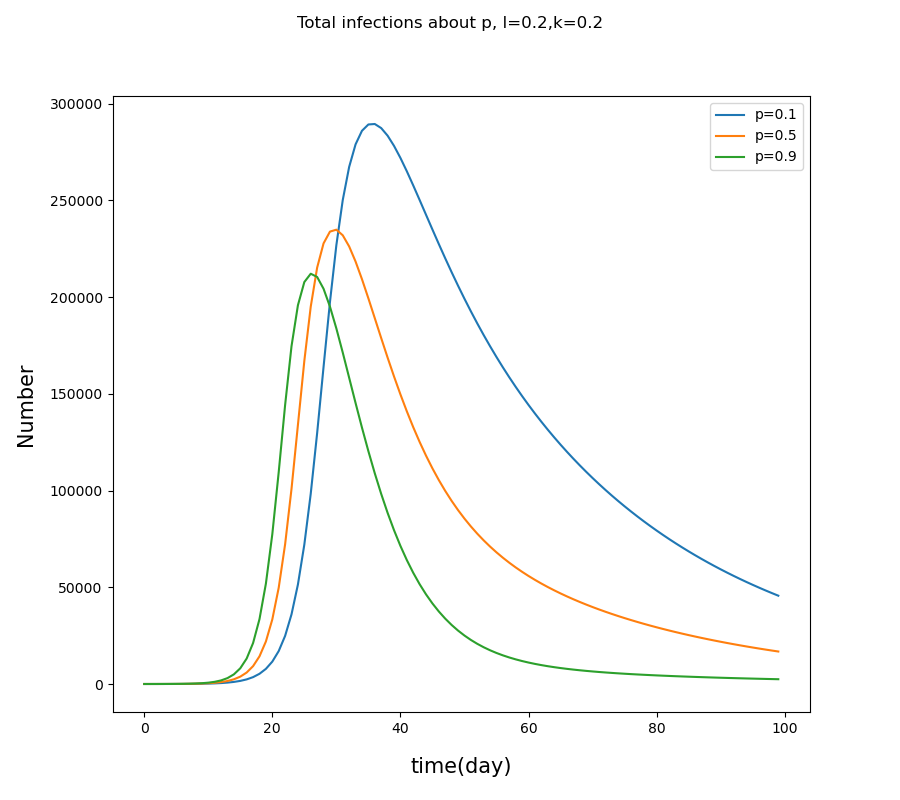 Total infections about p, l=0.2,k=0.2
300000
250000
200000
150000
100000
50000
0
Number
0 20 40 60 80 100
time(day)
p=0.1
p=0.5
p=0.9